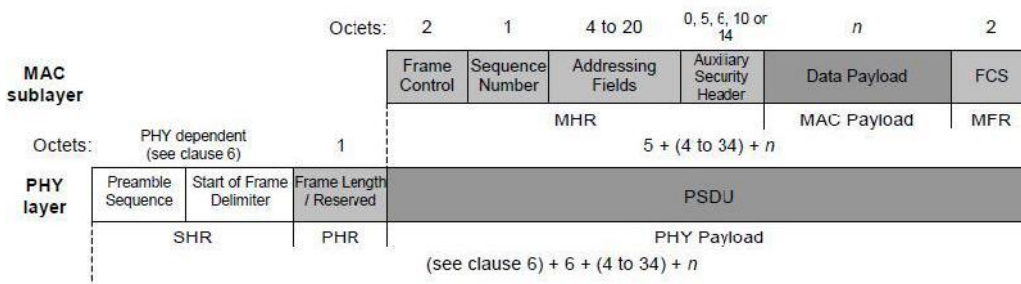 Octets: 2 1 4 to 20 0, 5, 6, 10 or 14 n 2
MAC sublayer
Frame Control
Sequence Number
Addressing Fields
Auxiliary Security Header
Data Payload
FCS
MHR MAC Payload MFR
Octets: PHY dependent (see clause 6) 1 5 + (4 to 34) + n
PHY layer
Preamble Sequence
Start of Frame Delimiter
Frame Length / Reserved
PSDU
SHR PHR PHY Payload
(see clause 6) + 6 + (4 to 34) + n